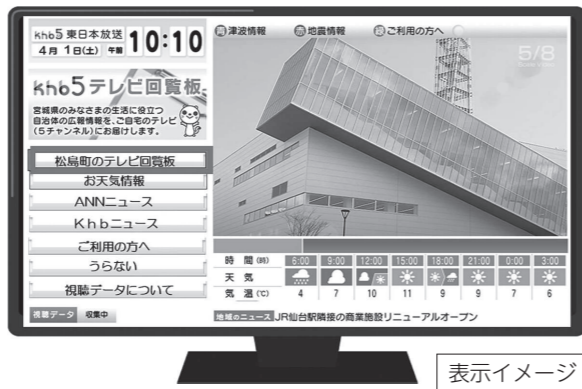 khb5 東日本放送
4月 1日(土) 午前 10:10
khb5テレビ回覧板
宮城県のみなさまの生活に役立つ
自治体の広報情報を、ご自宅のテレビ
(5チャンネル)にお届けします。
松島町のテレビ回覧板
お天気情報
ANNニュース
Khbニュース
ご利用の方へ
うらない
視聴データについて
視聴データ 収集中
青 津波情報 赤 地震情報 緑 ご利用の方へ
5/8
時間(時) 6:00 9:00 12:00 15:00 18:00 21:00 0:00 3:00
天気
気温(℃) 4 7 10 11 9 9 7 6
地域のニュース JR仙台駅隣接の商業施設リニューアルオープン
表示イメージ